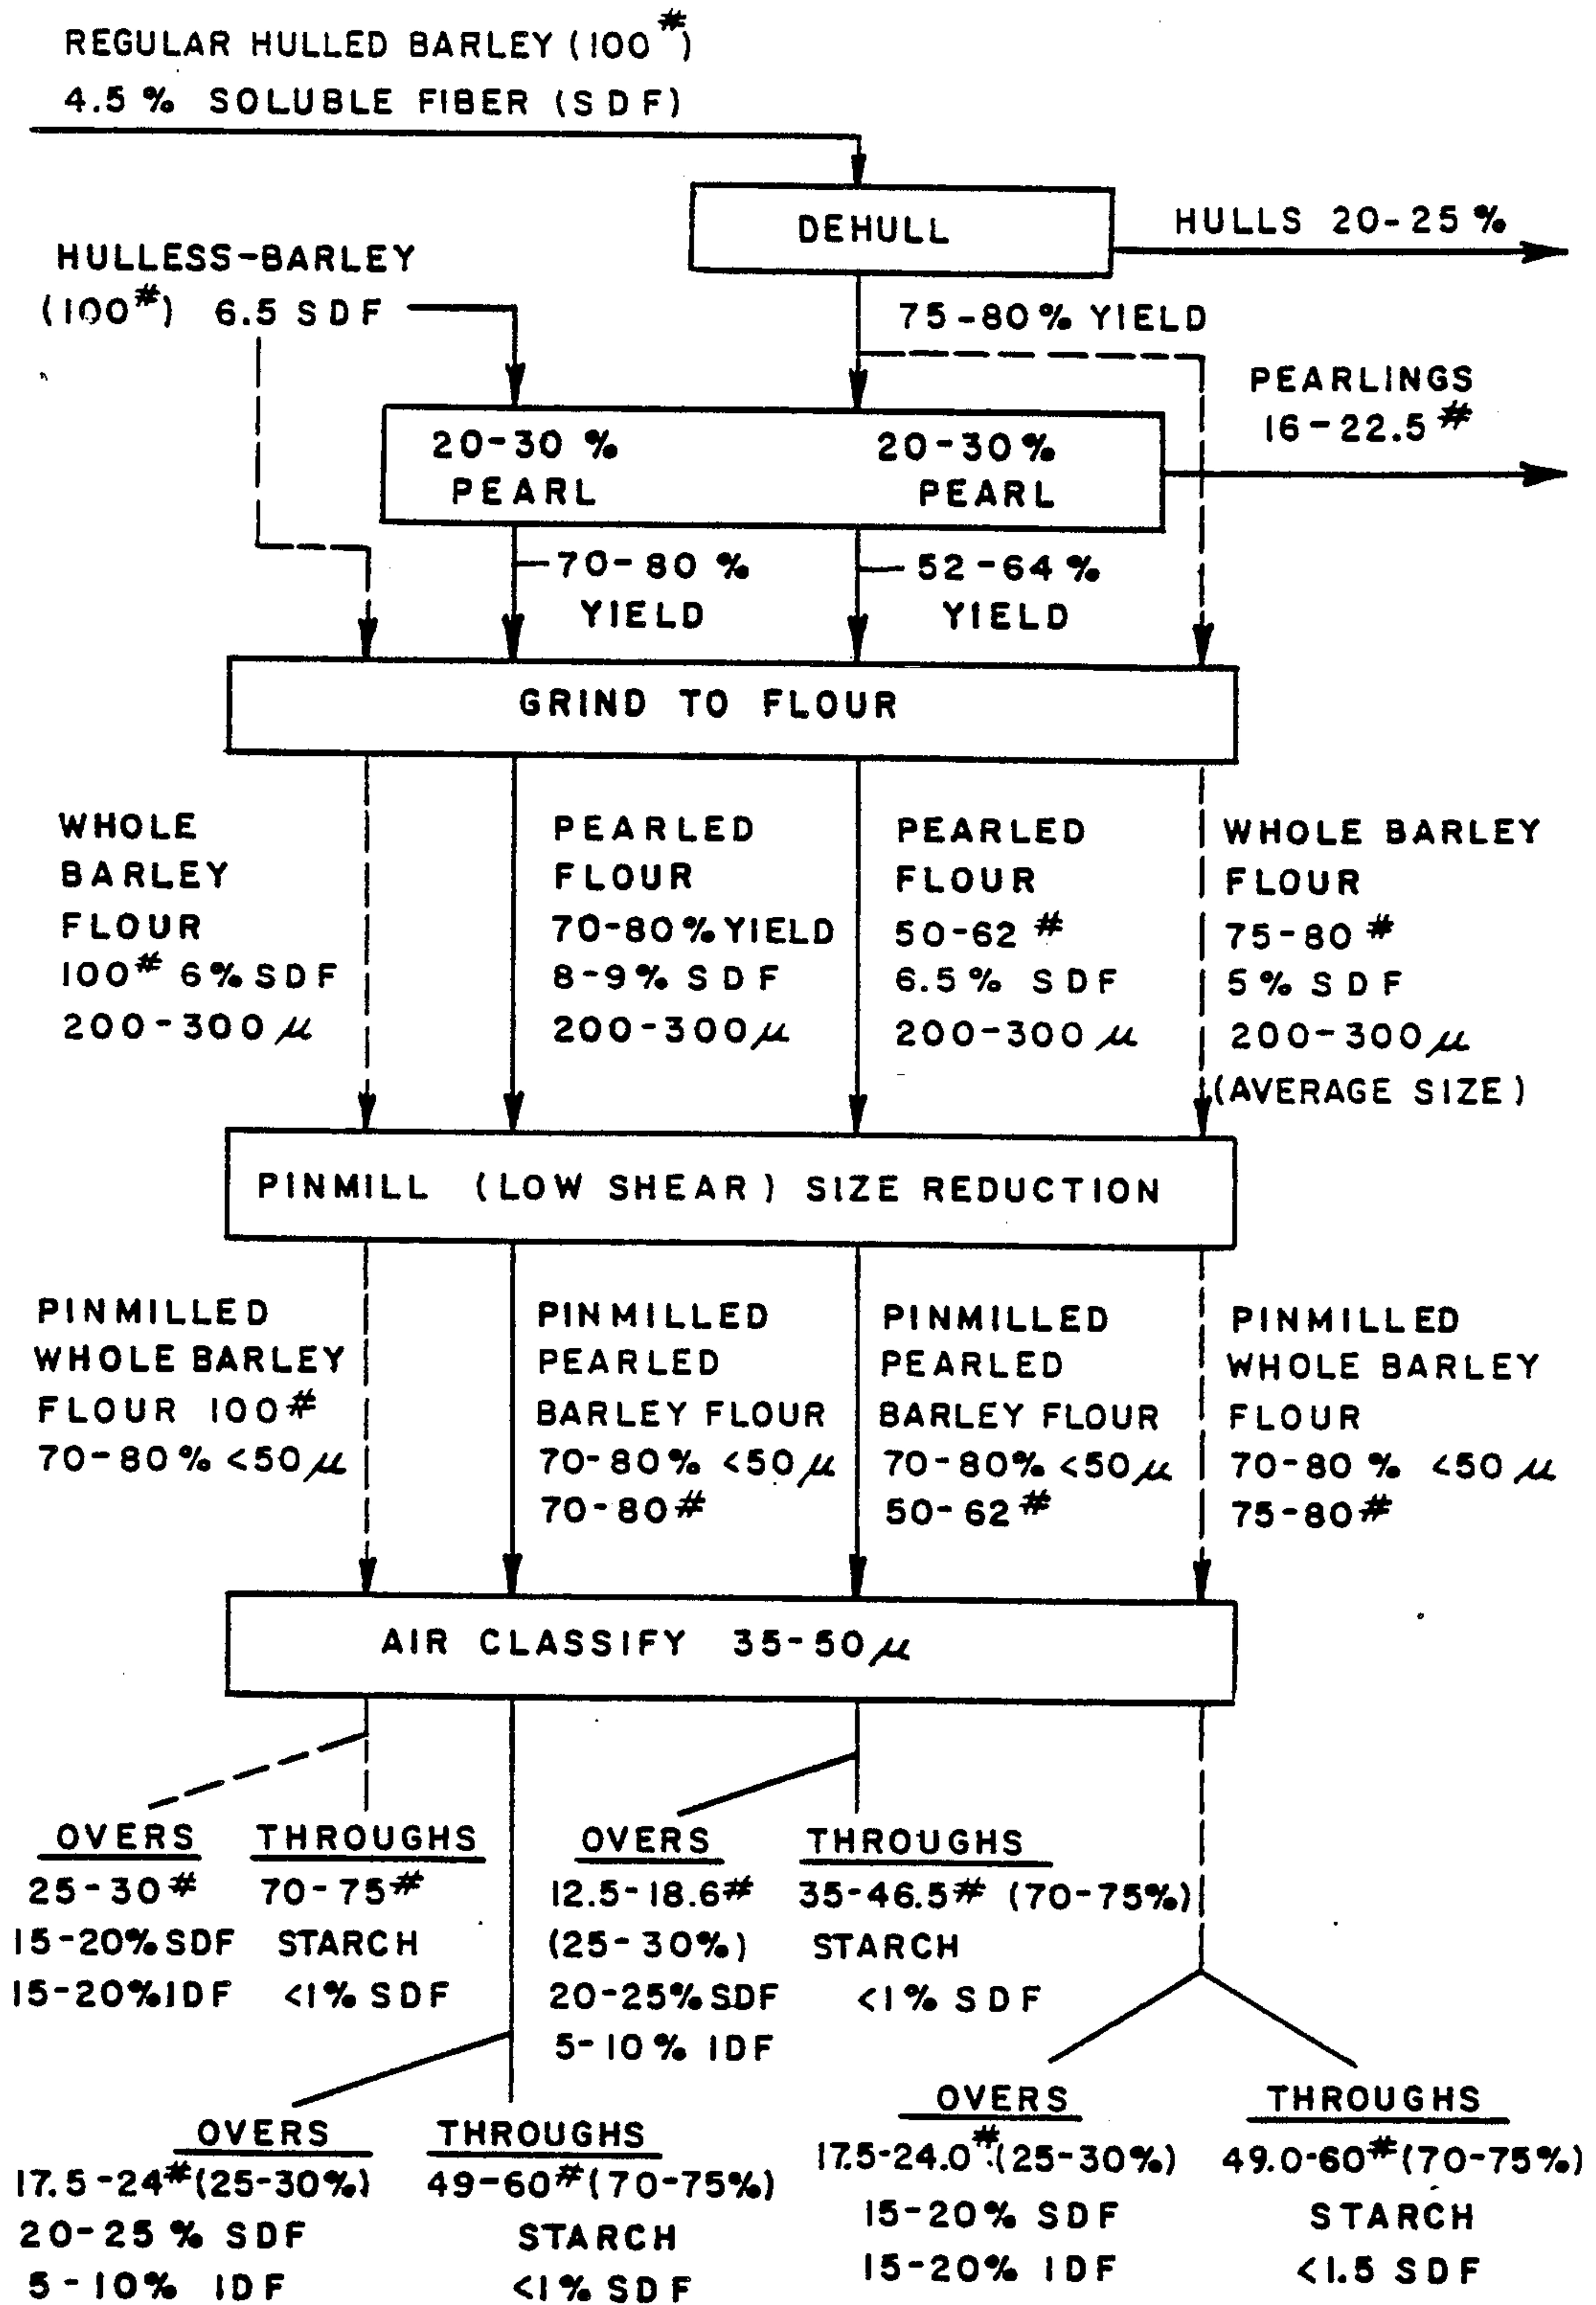 REGULAR HULLED BARLEY (100#)
4.5 % SOLUBLE FIBER (SDF)
DEHULL
HULLS 20-25 %
HULLESS-BARLEY
(100#) 6.5 SDF
75-80% YIELD
PEARLINGS
16-22.5#
20-30 %
PEARL
20-30%
PEARL
70-80 %
YIELD
52-64 %
YIELD
GRIND TO FLOUR
WHOLE
BARLEY
FLOUR
100# 6% SDF
200-300 µ
PEARLED
FLOUR
70-80% YIELD
8-9% SDF
200-300 µ
PEARLED
FLOUR
50-62 #
6.5% SDF
200-300 µ
WHOLE BARLEY
FLOUR
75-80 #
5% SDF
200-300 µ
(AVERAGE SIZE)
PINMILL (LOW SHEAR) SIZE REDUCTION
PINMILLED
WHOLE BARLEY
FLOUR 100#
70-80% <50 µ
PINMILLED
PEARLED
BARLEY FLOUR
70-80% <50 µ
70-80#
PINMILLED
PEARLED
BARLEY FLOUR
70-80% <50 µ
50-62 #
PINMILLED
WHOLE BARLEY
FLOUR
70-80 % <50 µ
75-80#
AIR CLASSIFY 35-50 µ
OVERS
25-30#
15-20% SDF
15-20% IDF
THROUGHS
70-75#
STARCH
<1% SDF
OVERS
12.5-18.6#
(25-30%)
20-25% SDF
5-10% IDF
THROUGHS
35-46.5# (70-75%)
STARCH
<1% SDF
OVERS
17.5-24#(25-30%)
20-25 % SDF
5-10% IDF
THROUGHS
49-60#(70-75%)
STARCH
<1% SDF
OVERS
17.5-24.0#(25-30%)
15-20% SDF
15-20% IDF
THROUGHS
49.0-60#(70-75%)
STARCH
<1.5 SDF